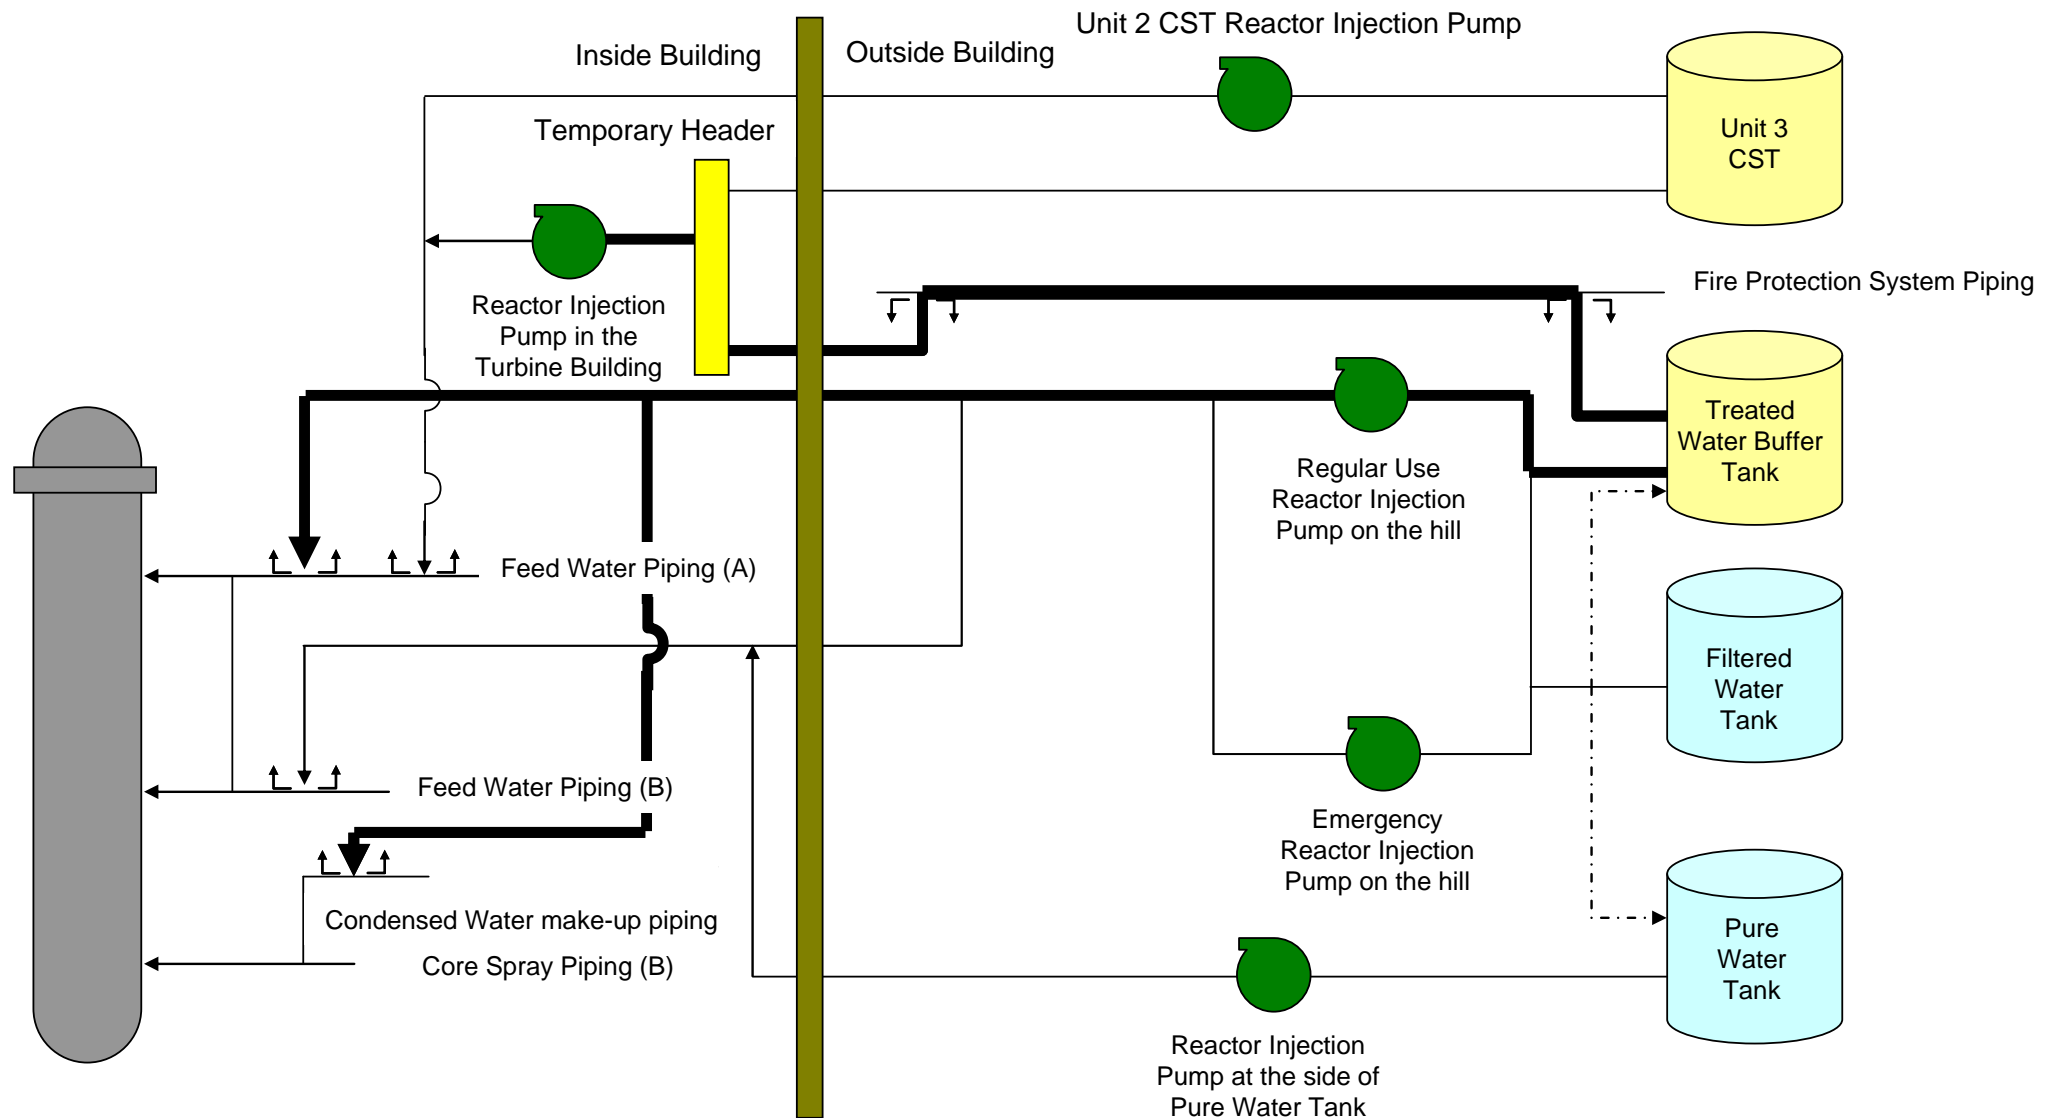 Unit 2 CST Reactor Injection Pump
Inside Building
Outside Building
Temporary Header
Unit 3
CST
Reactor Injection
Pump in the
Turbine Building
Fire Protection System Piping
Treated
Water Buffer
Tank
Regular Use
Reactor Injection
Pump on the hill
Feed Water Piping (A)
Filtered
Water
Tank
Feed Water Piping (B)
Emergency
Reactor Injection
Pump on the hill
Condensed Water make-up piping
Core Spray Piping (B)
Pure
Water
Tank
Reactor Injection
Pump at the side of
Pure Water Tank